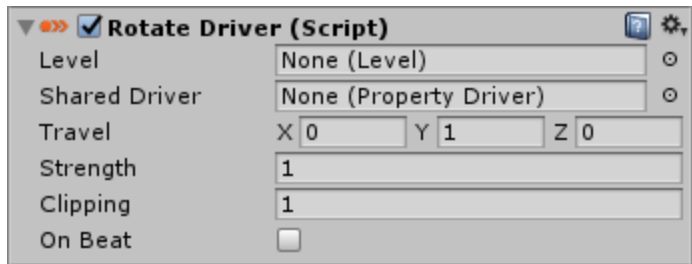 Rotate Driver (Script)
Level None (Level)
Shared Driver None (Property Driver)
Travel X 0 Y 1 Z 0
Strength 1
Clipping 1
On Beat